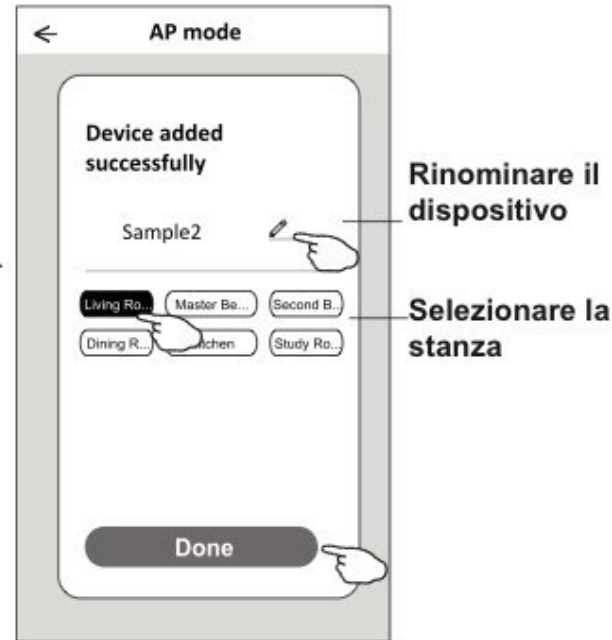 AP mode
Device added
successfully
Sample2
Rinominare il
dispositivo
Living Ro... Master Be... Second B...
Dining R... tchen Study Ro...
Selezionare la
stanza
Done